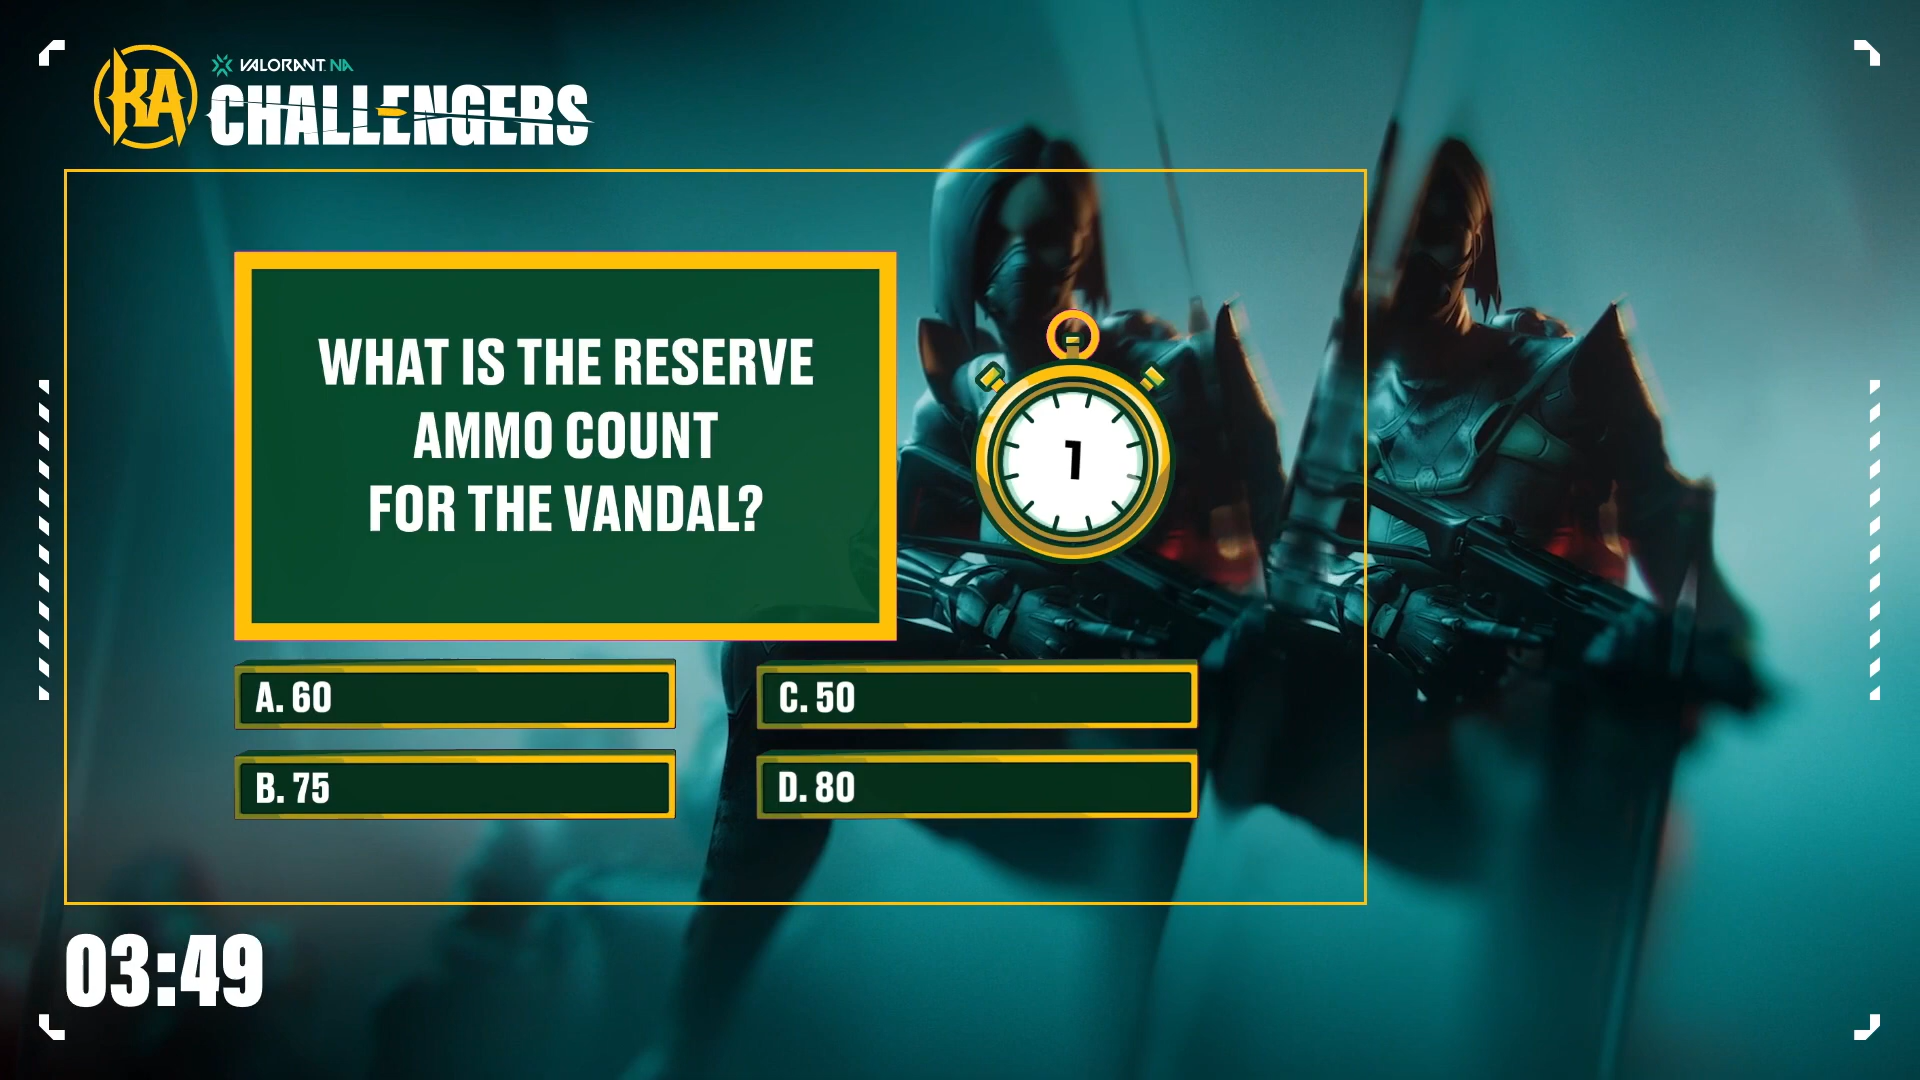 KA
VALORANT NA
CHALLENGERS
WHAT IS THE RESERVE
AMMO COUNT
FOR THE VANDAL?
1
A. 60
C. 50
B. 75
D. 80
03:49